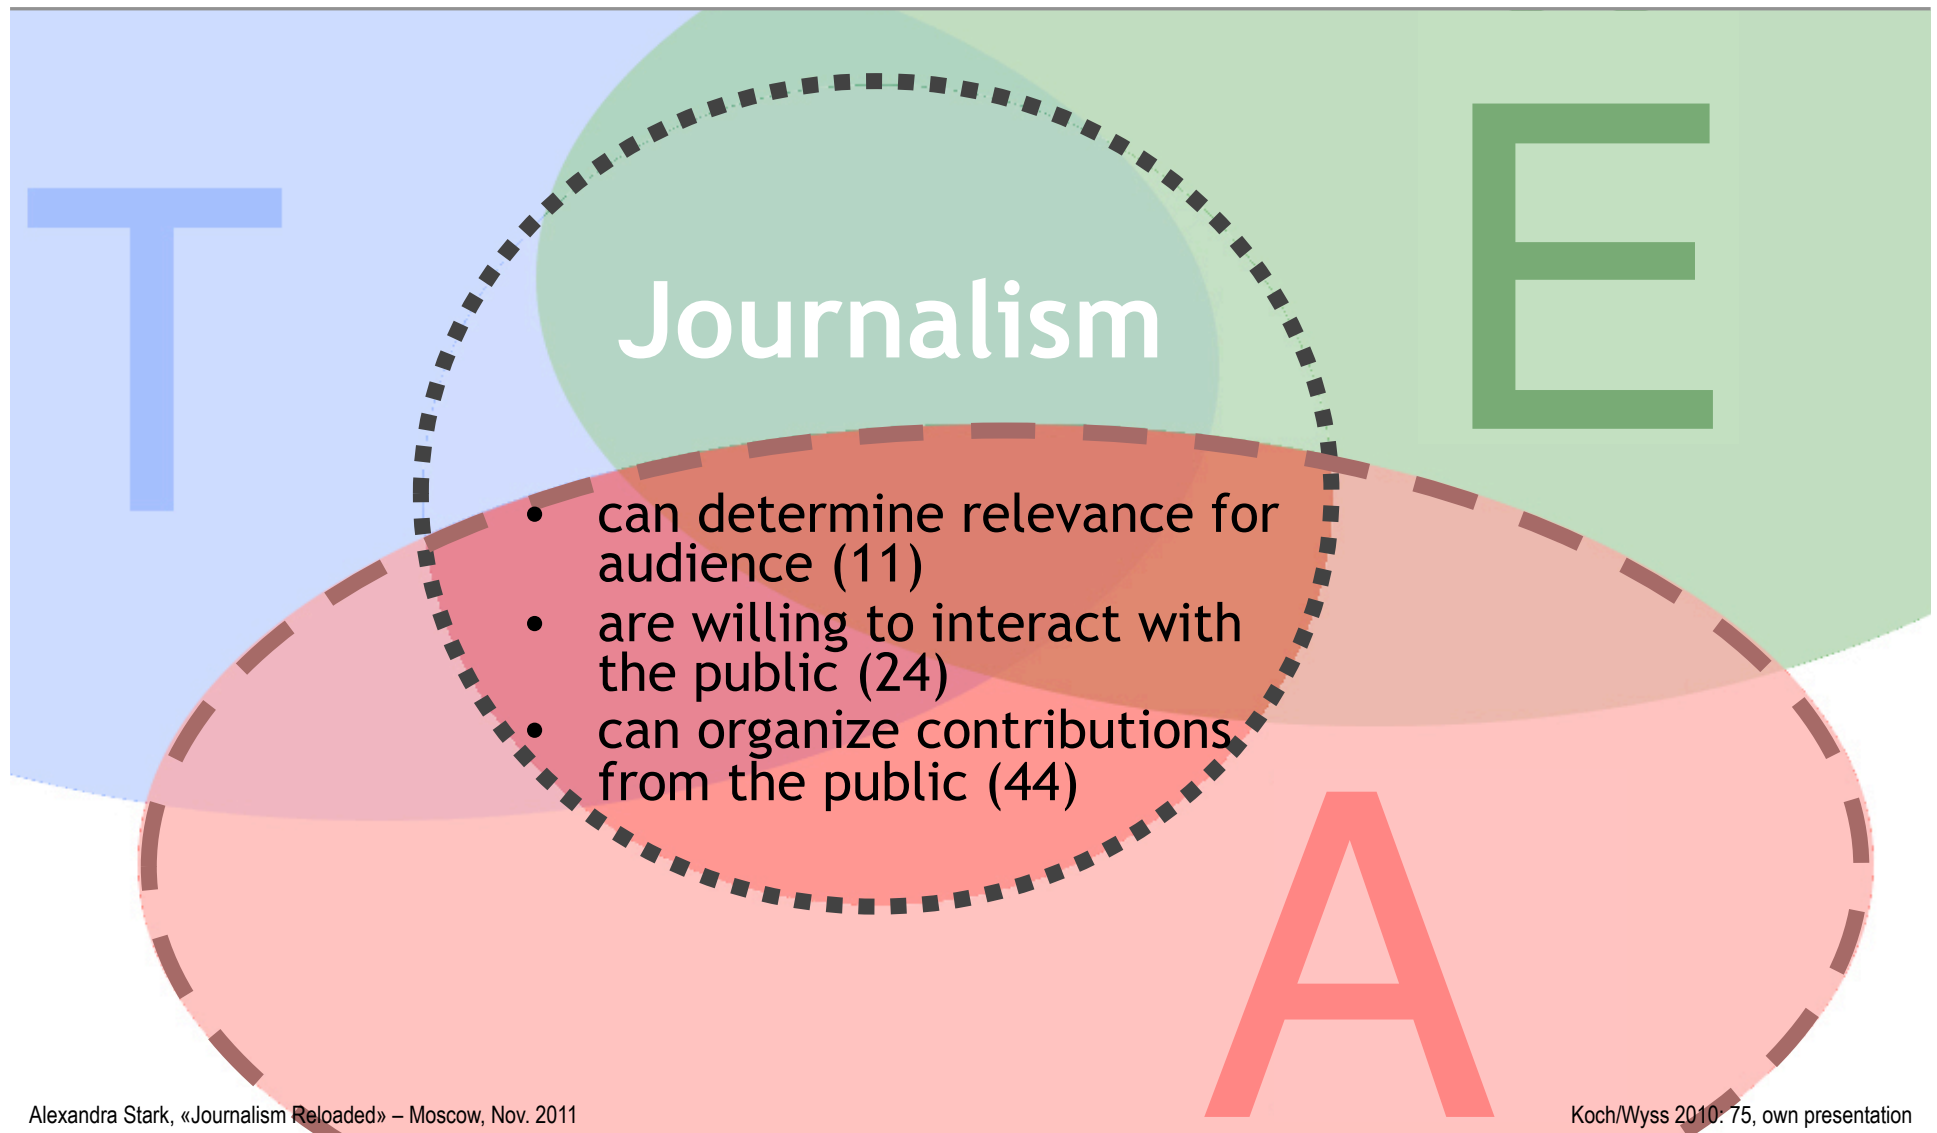 T
E
Journalism
• can determine relevance for
audience (11)
• are willing to interact with
the public (24)
• can organize contributions
from the public (44)
A
Alexandra Stark, «Journalism Reloaded» – Moscow, Nov. 2011
Koch/Wyss 2010: 75, own presentation